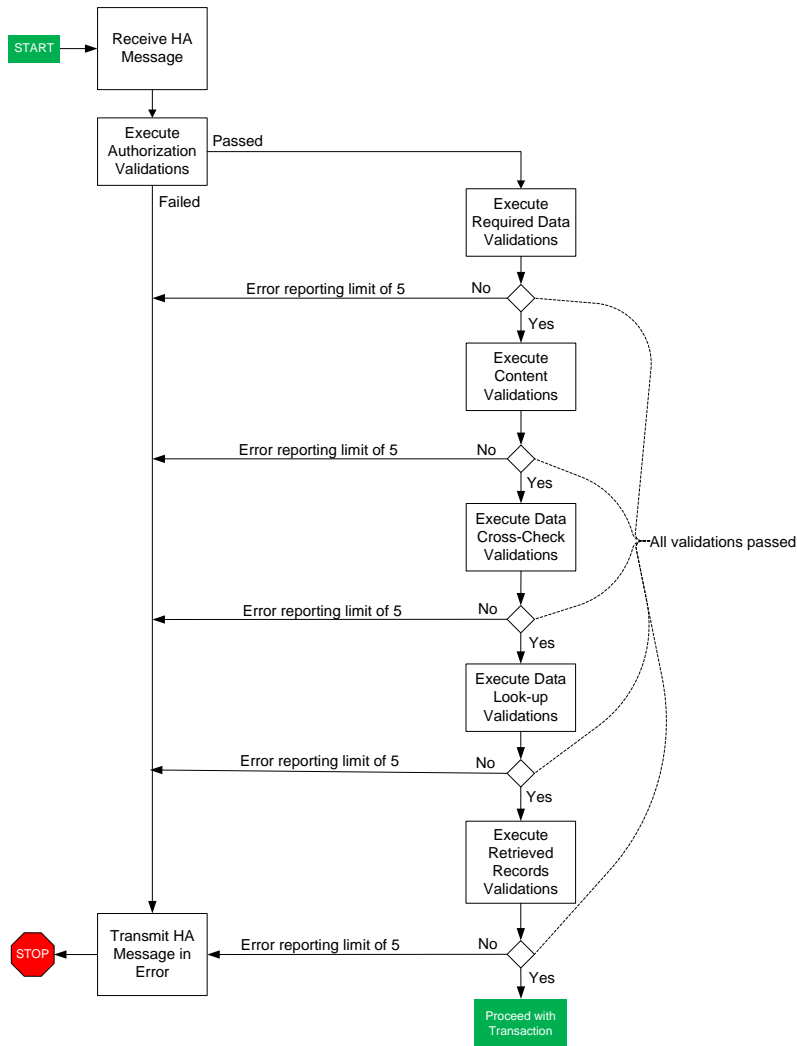 START
Receive HA
Message
Execute
Authorization
Validations
Passed
Failed
Execute
Required Data
Validations
Error reporting limit of 5
No
Yes
Execute
Content
Validations
Error reporting limit of 5
No
Yes
Execute Data
Cross-Check
Validations
All validations passed
Error reporting limit of 5
No
Yes
Execute Data
Look-up
Validations
Error reporting limit of 5
No
Yes
Execute
Retrieved
Records
Validations
STOP
Transmit HA
Message in
Error
Error reporting limit of 5
No
Yes
Proceed with
Transaction